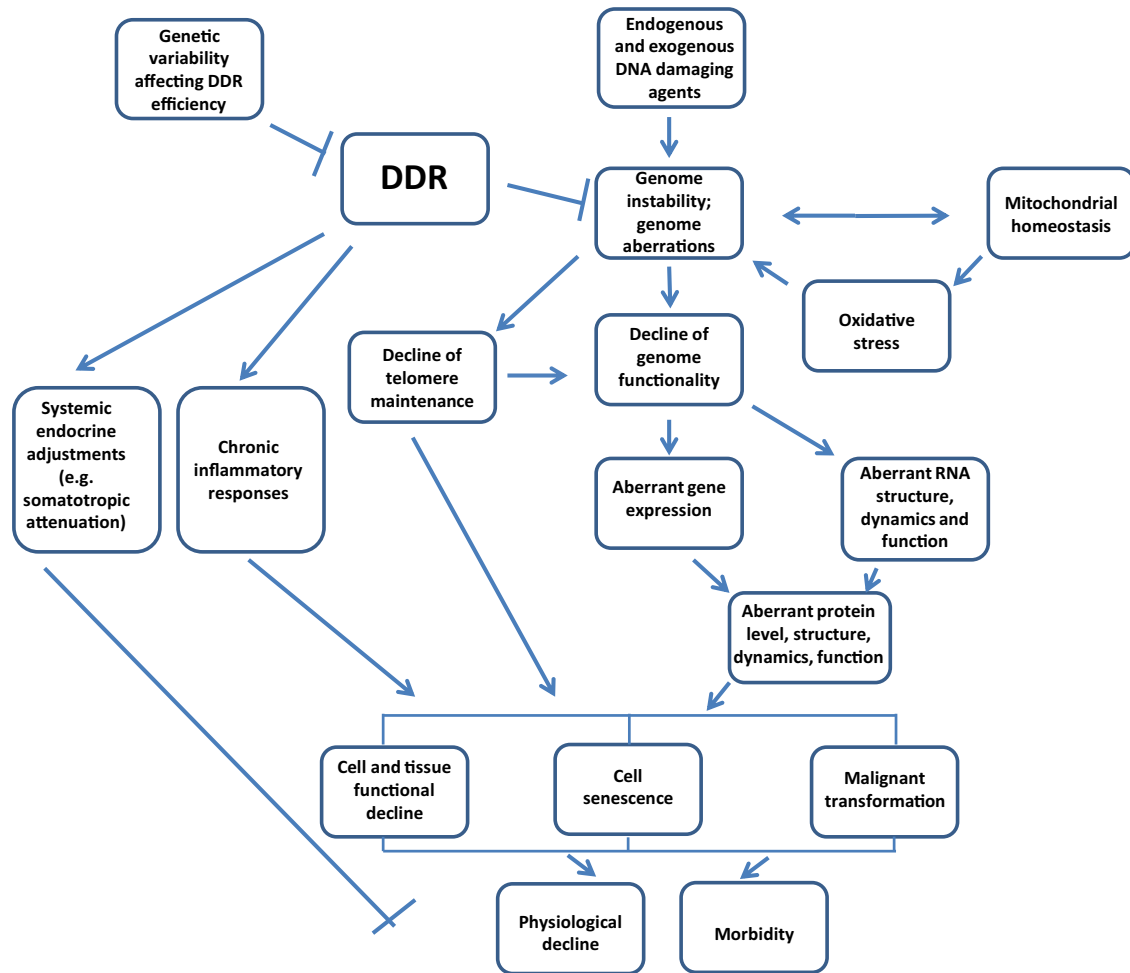 Genetic
variability
affecting DDR
efficiency
Endogenous
and exogenous
DNA damaging
agents
DDR
Genome
instability;
genome
aberrations
Mitochondrial
homeostasis
Oxidative
stress
Decline of
telomere
maintenance
Decline of
genome
functionality
Systemic
endocrine
adjustments
(e.g.
somatotropic
attenuation)
Chronic
inflammatory
responses
Aberrant gene
expression
Aberrant RNA
structure,
dynamics and
function
Aberrant protein
level, structure,
dynamics, function
Cell and tissue
functional
decline
Cell
senescence
Malignant
transformation
Physiological
decline
Morbidity